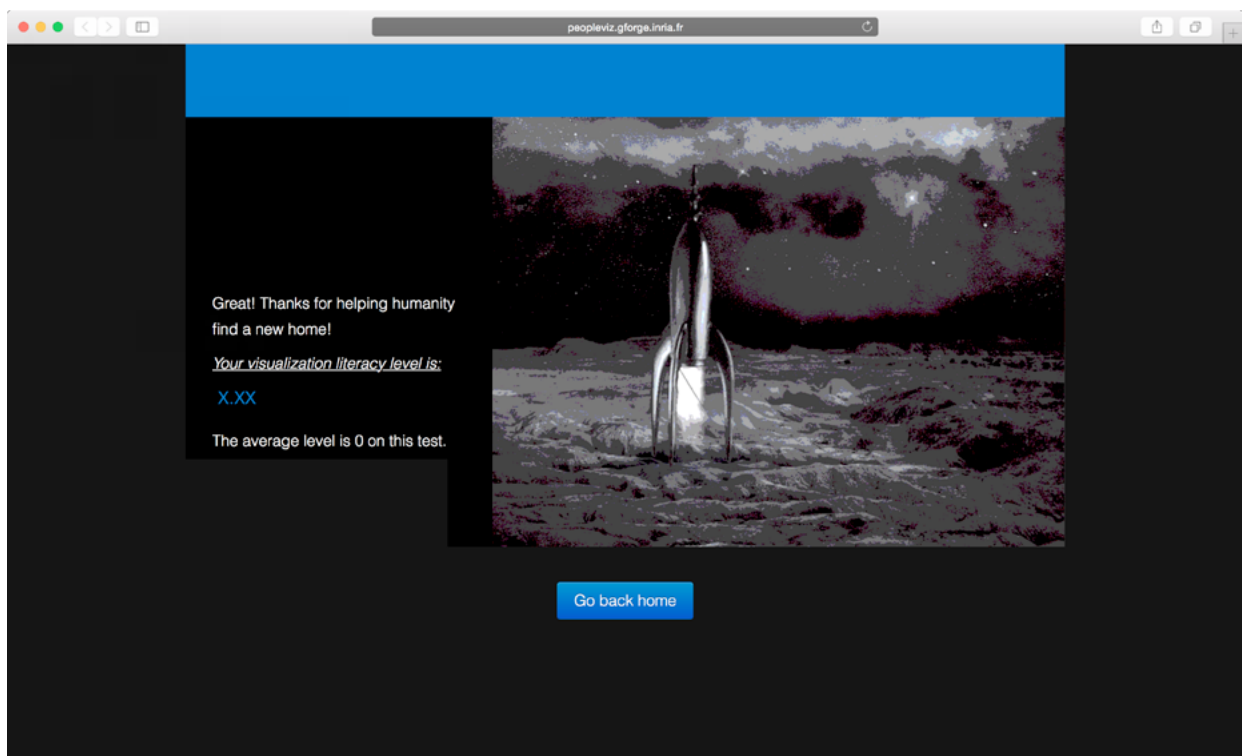 peopleviz.gforge.inria.fr
Great! Thanks for helping humanity
find a new home!
Your visualization literacy level is:
X.XX
The average level is 0 on this test.
Go back home